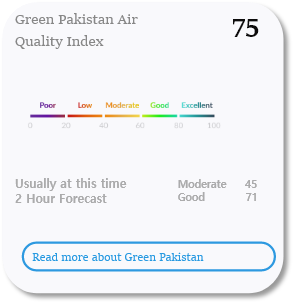 Green Pakistan Air 75
Quality Index
Poor Low Moderate Good Excellent
0 20 40 60 80 100
Usually at this time Moderate 45
2 Hour Forecast Good 71
Read more about Green Pakistan